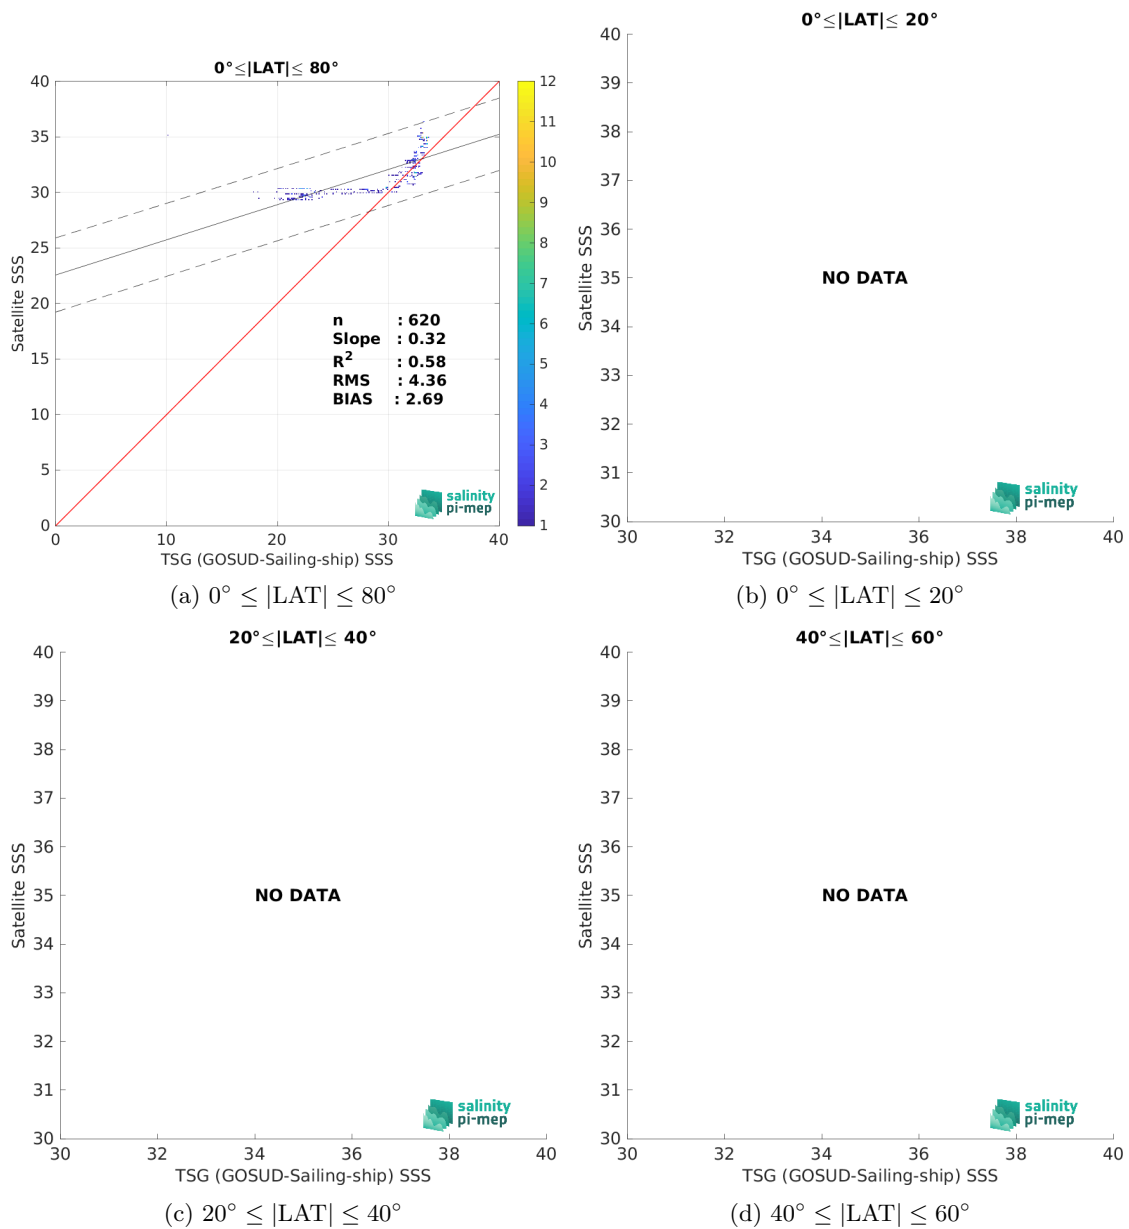 0°≤|LAT|≤ 80°
40
35
30
25
20
15
10
5
0
Satellite SSS
0
10
20
30
40
TSG (GOSUD-Sailing-ship) SSS
n : 620
Slope : 0.32
R2 : 0.58
RMS : 4.36
BIAS : 2.69
salinity
pi-mep
12
11
10
9
8
7
6
5
4
3
2
1
(a) 0° ≤ |LAT| ≤ 80°
0°≤|LAT|≤ 20°
40
39
38
37
36
35
34
33
32
31
30
Satellite SSS
NO DATA
salinity
pi-mep
30
32
34
36
38
40
TSG (GOSUD-Sailing-ship) SSS
(b) 0° ≤ |LAT| ≤ 20°
20°≤|LAT|≤ 40°
40
39
38
37
36
35
34
33
32
31
30
Satellite SSS
NO DATA
salinity
pi-mep
30
32
34
36
38
40
TSG (GOSUD-Sailing-ship) SSS
(c) 20° ≤ |LAT| ≤ 40°
40°≤|LAT|≤ 60°
40
39
38
37
36
35
34
33
32
31
30
Satellite SSS
NO DATA
salinity
pi-mep
30
32
34
36
38
40
TSG (GOSUD-Sailing-ship) SSS
(d) 40° ≤ |LAT| ≤ 60°